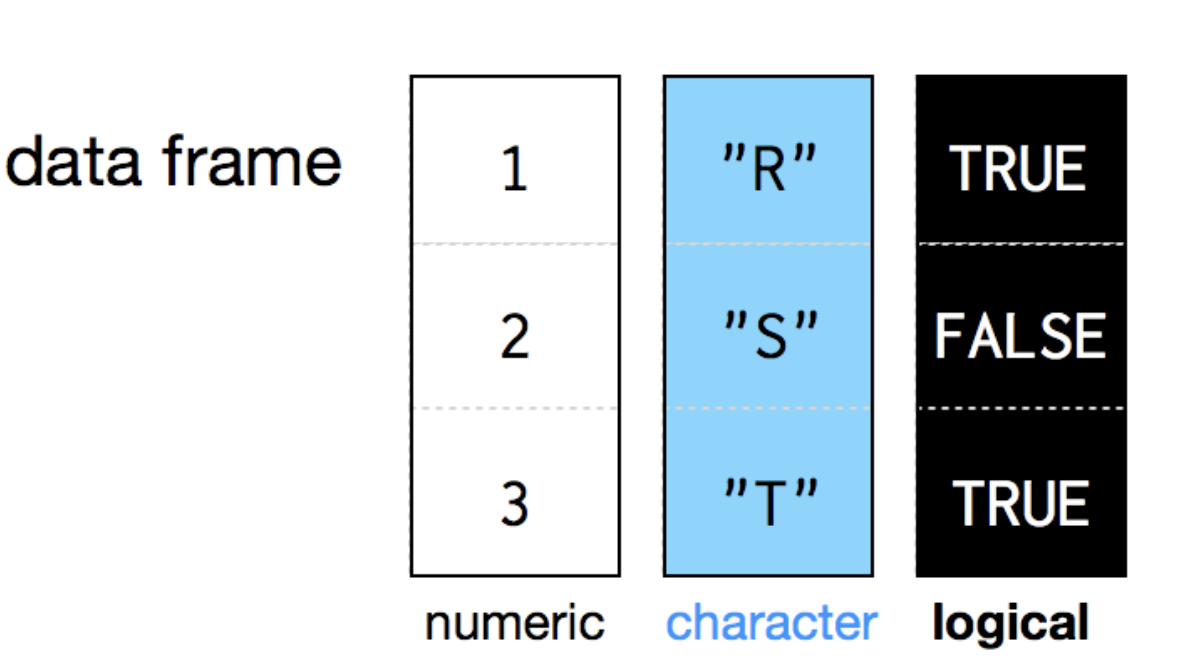 data frame 1 ”R” TRUE
2 ”S” FALSE
3 ”T” TRUE
numeric character logical